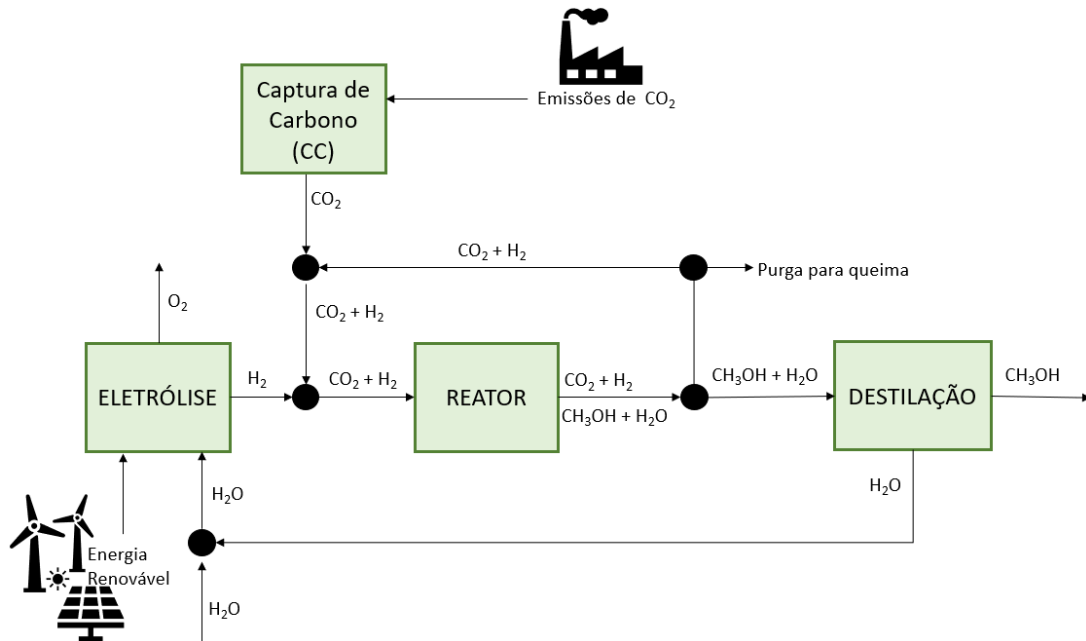 Captura de
Carbono
(CC)
Emissões de CO₂
CO₂
CO₂ + H₂
Purga para queima
O₂
CO₂ + H₂
ELETRÓLISE
H₂
CO₂ + H₂
REATOR
CO₂ + H₂
CH₃OH + H₂O
CH₃OH + H₂O
DESTILAÇÃO
CH₃OH
H₂O
H₂O
Energia
Renovável
H₂O